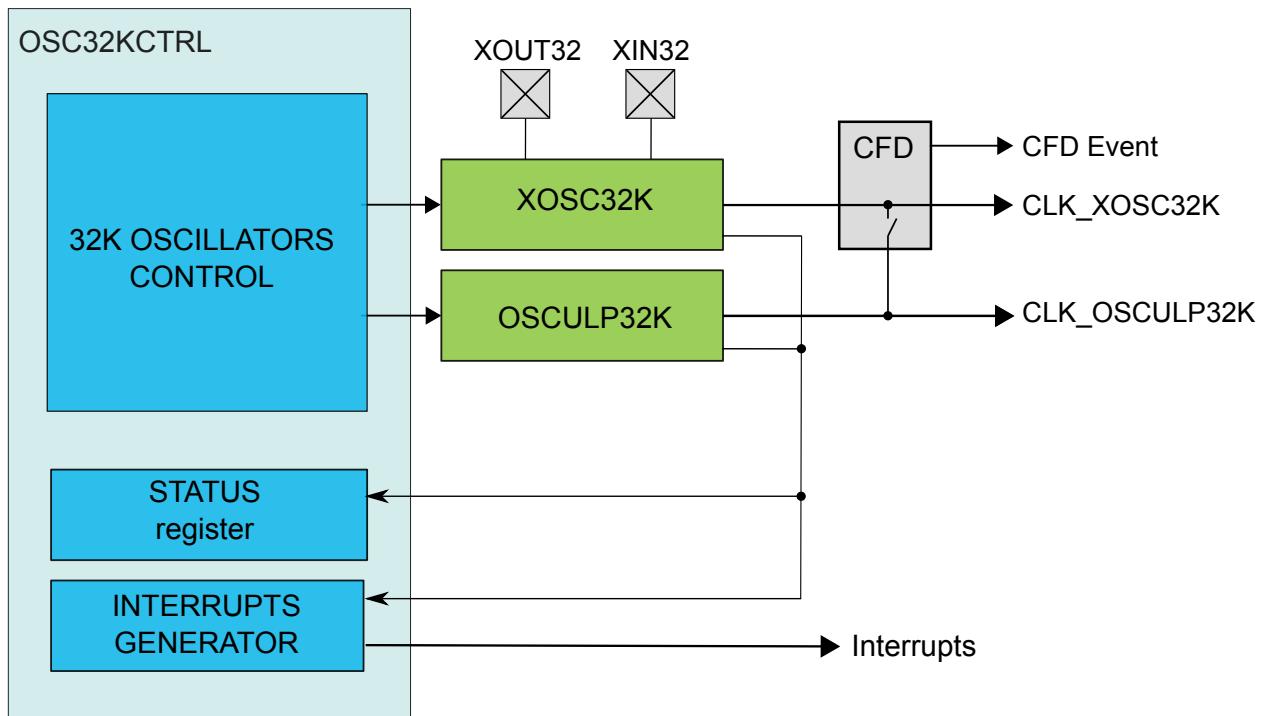 OSC32KCTRL
XOUT32
XIN32
32K OSCILLATORS
CONTROL
XOSC32K
OSCULP32K
CFD
CFD Event
CLK_XOSC32K
CLK_OSCULP32K
STATUS
register
INTERRUPTS
GENERATOR
Interrupts